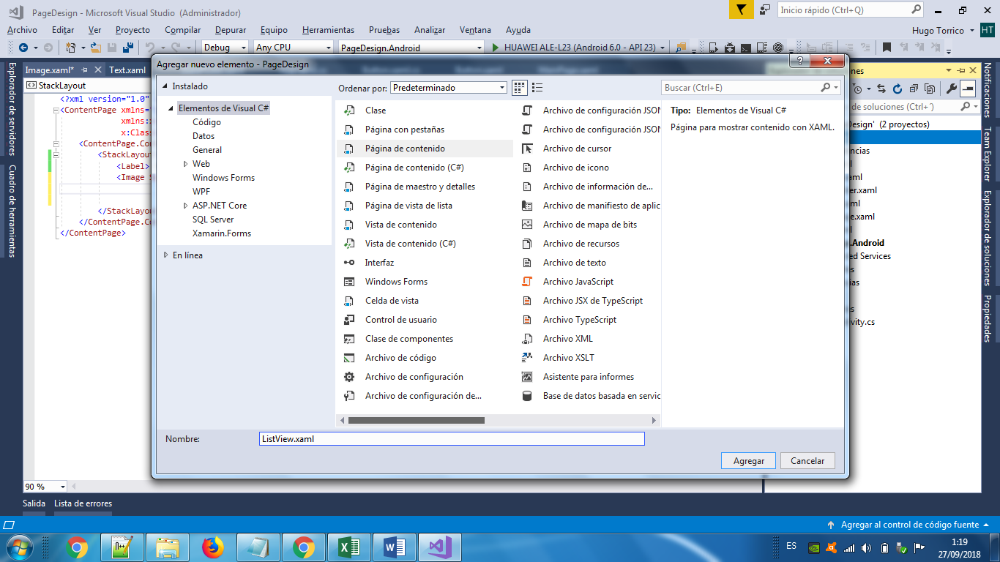 PageDesign - Microsoft Visual Studio (Administrador)
Inicio rápido (Ctrl+Q)
Archivo Editar Ver Proyecto Compilar Depurar Equipo Herramientas Pruebas Analizar Ventana Ayuda
Hugo Torrico
HT
Debug Any CPU PageDesign.Android HUAWEI ALE-L23 (Android 6.0 - API 23)
Explorador de servidores
Cuadro de herramientas
Image.xaml* Text.xaml
StackLayout
<?xml version="1.0"
<ContentPage xmlns=
xmlns:
x:Class
<ContentPage.Con
<StackLayout
<Label>
<Image S
</StackLayou
</ContentPage.Co
</ContentPage>
90 %
Agregar nuevo elemento - PageDesign
Instalado
Elementos de Visual C#
Código
Datos
General
Web
Windows Forms
WPF
ASP.NET Core
SQL Server
Xamarin.Forms
En línea
Ordenar por: Predeterminado
Buscar (Ctrl+E)
Clase
Página con pestañas
Página de contenido
Página de contenido (C#)
Página de maestro y detalles
Página de vista de lista
Vista de contenido
Vista de contenido (C#)
Interfaz
Windows Forms
Celda de vista
Control de usuario
Clase de componentes
Archivo de código
Archivo de configuración
Archivo de configuración de...
Archivo de configuración JSON
Archivo de configuración JSON
Archivo de cursor
Archivo de icono
Archivo de información de...
Archivo de manifiesto de aplic
Archivo de mapa de bits
Archivo de recursos
Archivo de texto
Archivo JavaScript
Archivo JSX de TypeScript
Archivo TypeScript
Archivo XML
Archivo XSLT
Asistente para informes
Base de datos basada en servic
Tipo: Elementos de Visual C#
Página para mostrar contenido con XAML.
Nombre: ListView.xaml
Agregar Cancelar
nes
de soluciones (Ctrl+´)
Design' (2 proyectos)
ncias
l
aml
er.xaml
ml
e.xaml
l
.Android
ed Services
es
ias
es
vity.cs
Notificaciones
Team Explorer
Explorador de soluciones
Propiedades
Salida Lista de errores
Agregar al control de código fuente
ES
1:19
27/09/2018